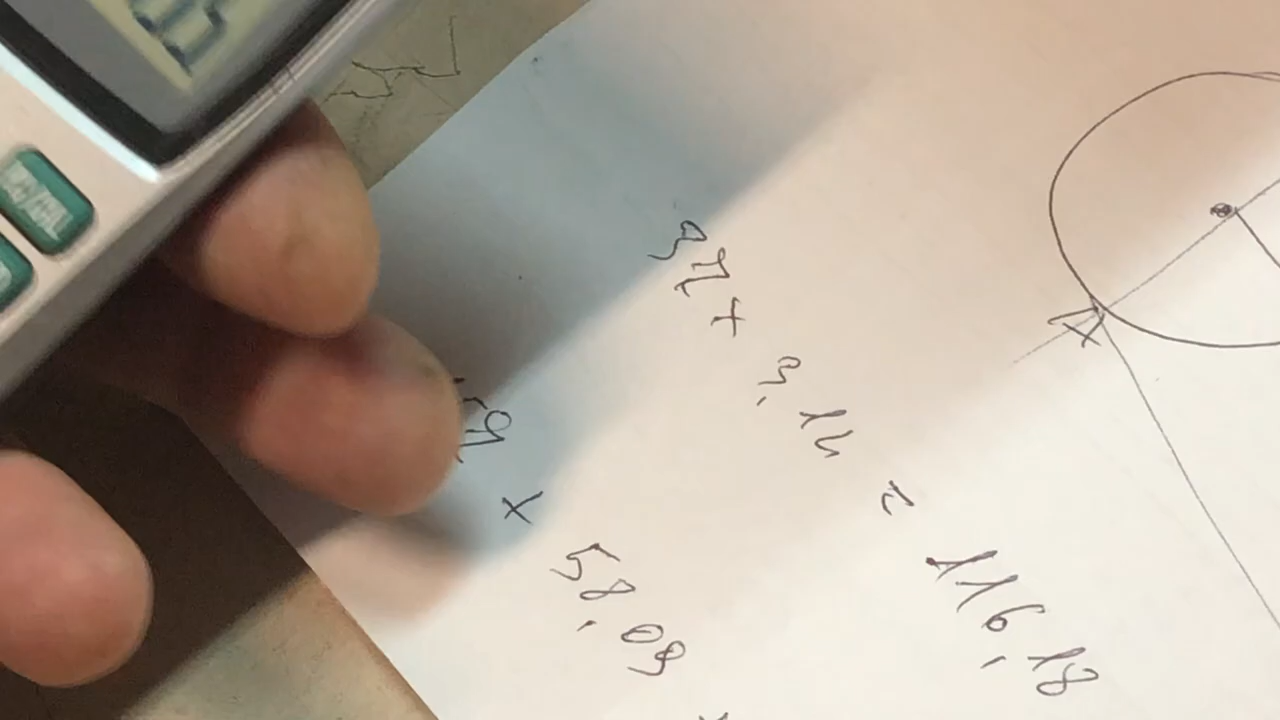 A
37 x 3,14 = 116,18
x 58,09